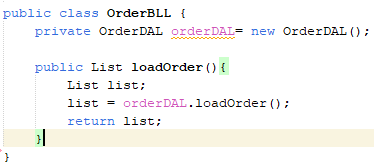 public class OrderBLL {
private OrderDAL orderDAL= new OrderDAL();
public List loadOrder(){
List list;
list = orderDAL.loadOrder();
return list;
}
}